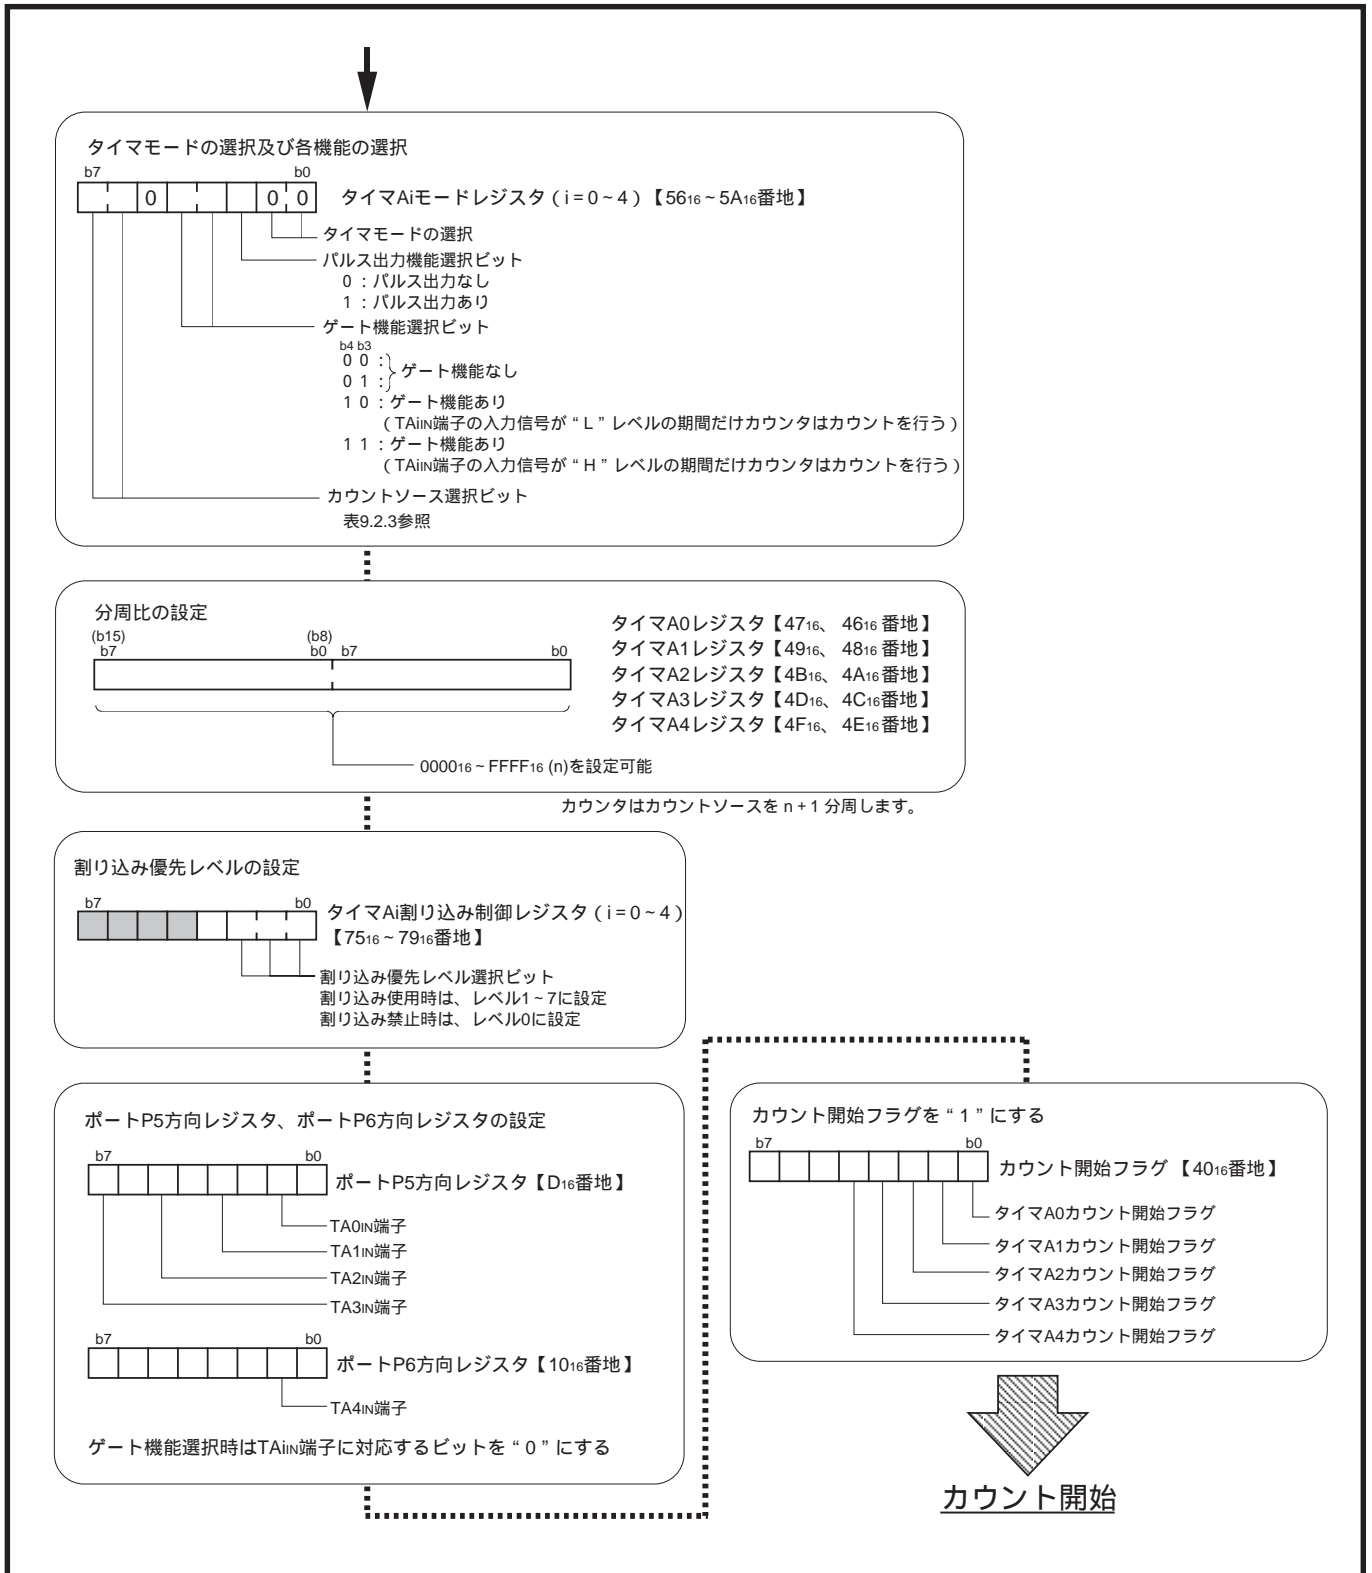 タイマモードの選択及び各機能の選択
b7 b0
0 0 0 タイマAiモードレジスタ（i=0~4）【5616~5A16番地】
タイマモードの選択
パルス出力機能選択ビット
0：パルス出力なし
1：パルス出力あり
ゲート機能選択ビット
b4 b3
0 0：
0 1：
ゲート機能なし
1 0：ゲート機能あり
（TAiIN端子の入力信号が“L”レベルの期間だけカウンタはカウントを行う）
1 1：ゲート機能あり
（TAiIN端子の入力信号が“H”レベルの期間だけカウンタはカウントを行う）
カウントソース選択ビット
表9.2.3参照
分周比の設定
(b15) (b8)
b7 b0 b7 b0
タイマA0レジスタ【4716、4616番地】
タイマA1レジスタ【4916、4816番地】
タイマA2レジスタ【4B16、4A16番地】
タイマA3レジスタ【4D16、4C16番地】
タイマA4レジスタ【4F16、4E16番地】
000016~FFFF16 (n)を設定可能
カウンタはカウントソースを n + 1 分周します。
割り込み優先レベルの設定
b7 b0
タイマAi割り込み制御レジスタ（i=0~4）
【7516~7916番地】
割り込み優先レベル選択ビット
割り込み使用時は、レベル1~7に設定
割り込み禁止時は、レベル0に設定
ポートP5方向レジスタ、ポートP6方向レジスタの設定
b7 b0
ポートP5方向レジスタ【D16番地】
TA0IN端子
TA1IN端子
TA2IN端子
TA3IN端子
b7 b0
ポートP6方向レジスタ【1016番地】
TA4IN端子
ゲート機能選択時はTAiIN端子に対応するビットを“0”にする
カウント開始フラグを“1”にする
b7 b0
カウント開始フラグ【4016番地】
タイマA0カウント開始フラグ
タイマA1カウント開始フラグ
タイマA2カウント開始フラグ
タイマA3カウント開始フラグ
タイマA4カウント開始フラグ
カウント開始